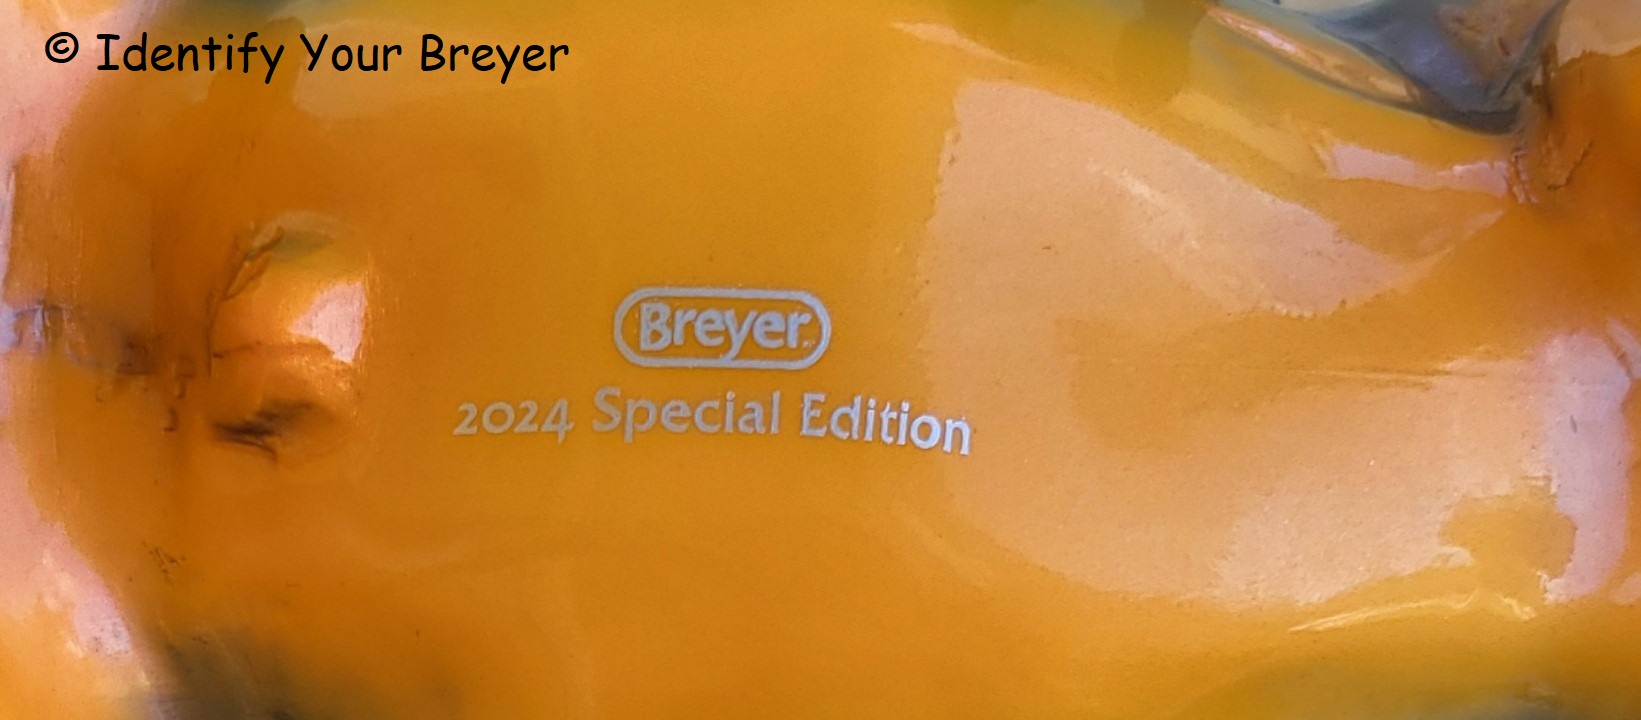 © Identify Your Breyer
Breyer
2024 Special Edition